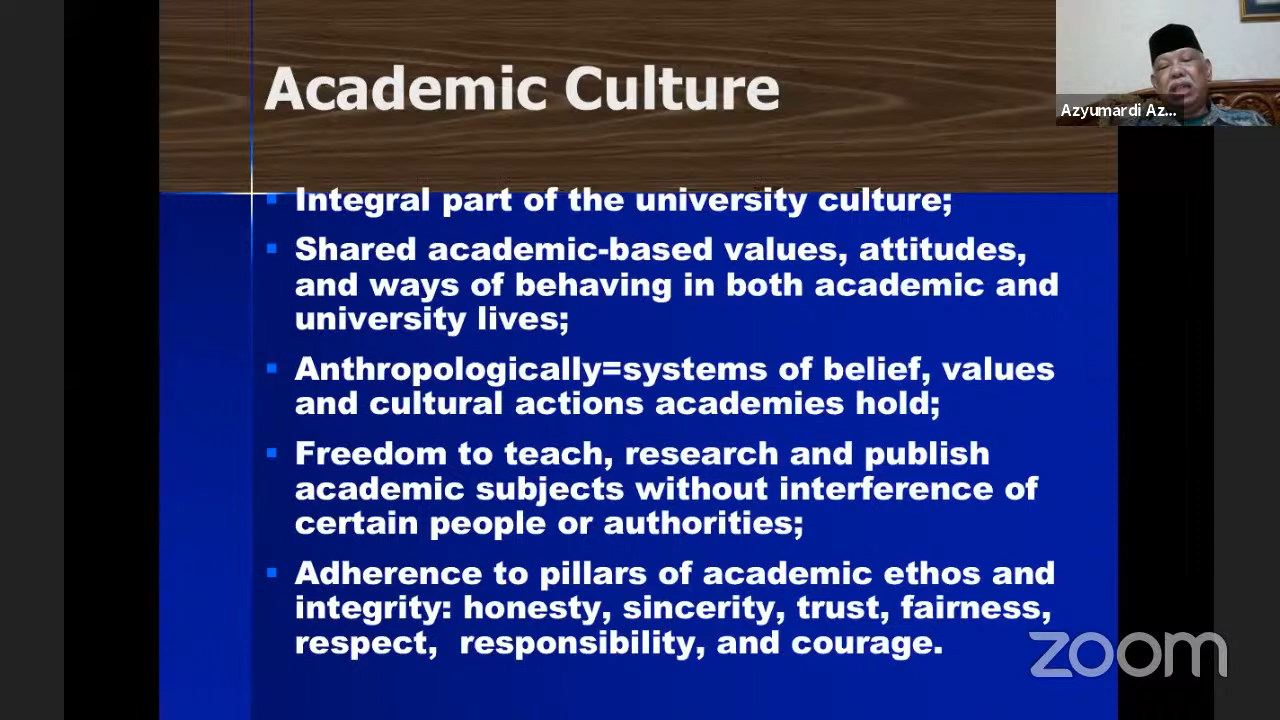 Academic Culture
Azyumardi Az...
Integral part of the university culture;
Shared academic-based values, attitudes,
and ways of behaving in both academic and
university lives;
Anthropologically=systems of belief, values
and cultural actions academies hold;
Freedom to teach, research and publish
academic subjects without interference of
certain people or authorities;
Adherence to pillars of academic ethos and
integrity: honesty, sincerity, trust, fairness,
respect,  responsibility, and courage.
zoom